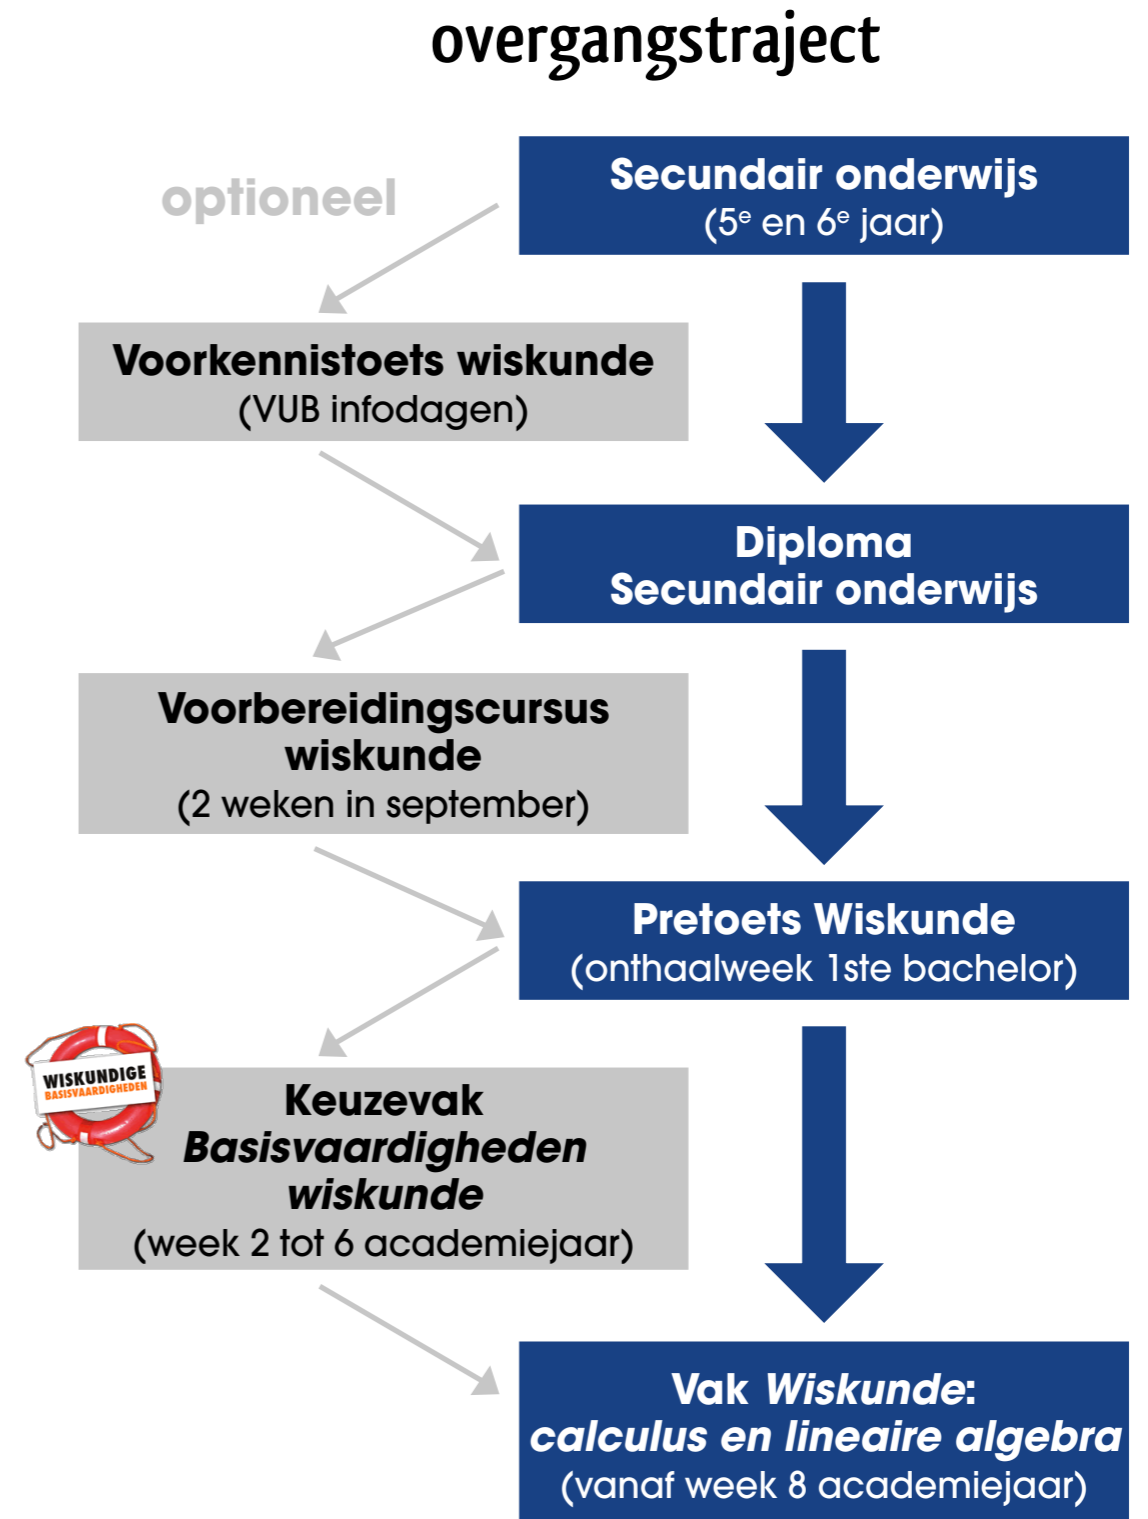 overgangstraject
optioneel
Secundair onderwijs
(5e en 6e jaar)
Voorkennistoets wiskunde
(VUB infodagen)
Diploma
Secundair onderwijs
Voorbereidingscursus
wiskunde
(2 weken in september)
Pretoets Wiskunde
(onthaalweek 1ste bachelor)
WISKUNDIGE
BASISVAARDIGHEDEN
Keuzevak
Basisvaardigheden
wiskunde
(week 2 tot 6 academiejaar)
Vak Wiskunde:
calculus en lineaire algebra
(vanaf week 8 academiejaar)